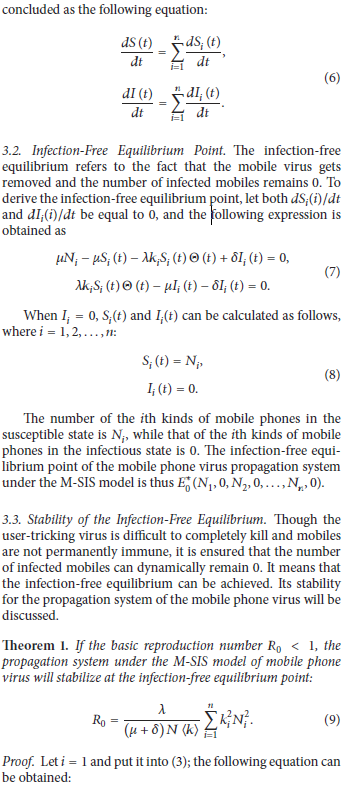 concluded as the following equation:
dS (t)/dt = ∑_{i=1}^{n} dS_i (t)/dt,
(6)
dI (t)/dt = ∑_{i=1}^{n} dI_i (t)/dt.
3.2. Infection-Free Equilibrium Point. The infection-free
equilibrium refers to the fact that the mobile virus gets
removed and the number of infected mobiles remains 0. To
derive the infection-free equilibrium point, let both dS_i(i)/dt
and dI_i(i)/dt be equal to 0, and the following expression is
obtained as
μN_i − μS_i (t) − λk_iS_i (t) Θ (t) + δI_i (t) = 0,
(7)
λk_iS_i (t) Θ (t) − μI_i (t) − δI_i (t) = 0.
When I_i = 0, S_i(t) and I_i(t) can be calculated as follows,
where i = 1, 2, . . . , n:
S_i (t) = N_i,
(8)
I_i (t) = 0.
The number of the ith kinds of mobile phones in the
susceptible state is N_i, while that of the ith kinds of mobile
phones in the infectious state is 0. The infection-free equi-
librium point of the mobile phone virus propagation system
under the M-SIS model is thus E_0^*(N_1, 0, N_2, 0, . . . , N_n, 0).
3.3. Stability of the Infection-Free Equilibrium. Though the
user-tricking virus is difficult to completely kill and mobiles
are not permanently immune, it is ensured that the number
of infected mobiles can dynamically remain 0. It means that
the infection-free equilibrium can be achieved. Its stability
for the propagation system of the mobile phone virus will be
discussed.
Theorem 1. If the basic reproduction number R_0 < 1, the
propagation system under the M-SIS model of mobile phone
virus will stabilize at the infection-free equilibrium point:
R_0 = λ/((μ + δ) N ⟨k⟩) ∑_{i=1}^{n} k_i^2 N_i^2. (9)
Proof. Let i = 1 and put it into (3); the following equation can
be obtained: